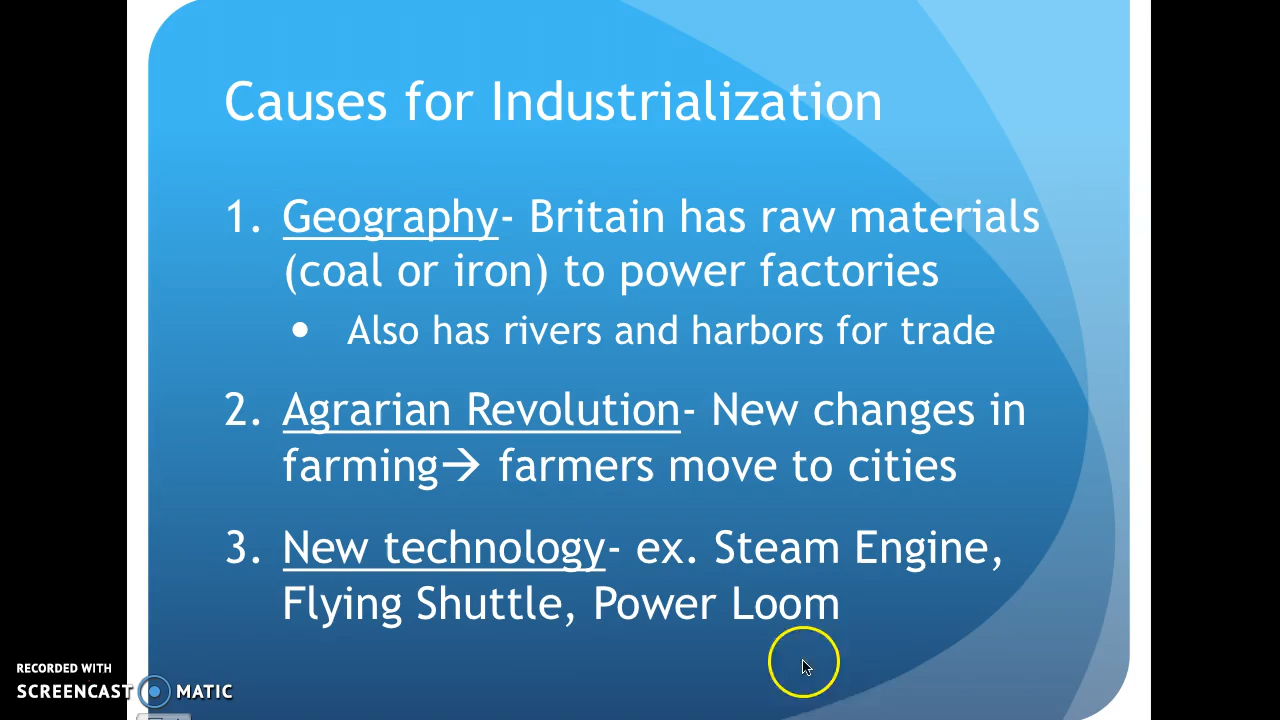 Causes for Industrialization
1. Geography- Britain has raw materials
(coal or iron) to power factories
• Also has rivers and harbors for trade
2. Agrarian Revolution- New changes in
farming→ farmers move to cities
3. New technology- ex. Steam Engine,
Flying Shuttle, Power Loom
RECORDED WITH
SCREENCAST MATIC